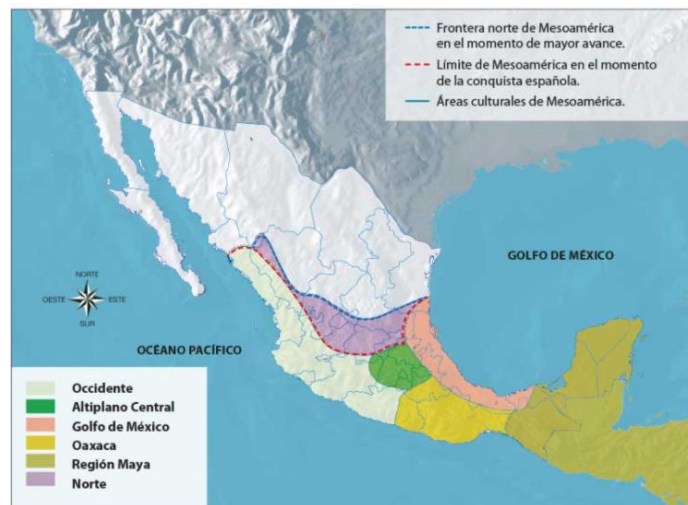 Frontera norte de Mesoamérica
en el momento de mayor avance.
Límite de Mesoamérica en el momento
de la conquista española.
Áreas culturales de Mesoamérica.
GOLFO DE MÉXICO
NORTE
OESTE
ESTE
SUR
OCÉANO PACÍFICO
Occidente
Altiplano Central
Golfo de México
Oaxaca
Región Maya
Norte